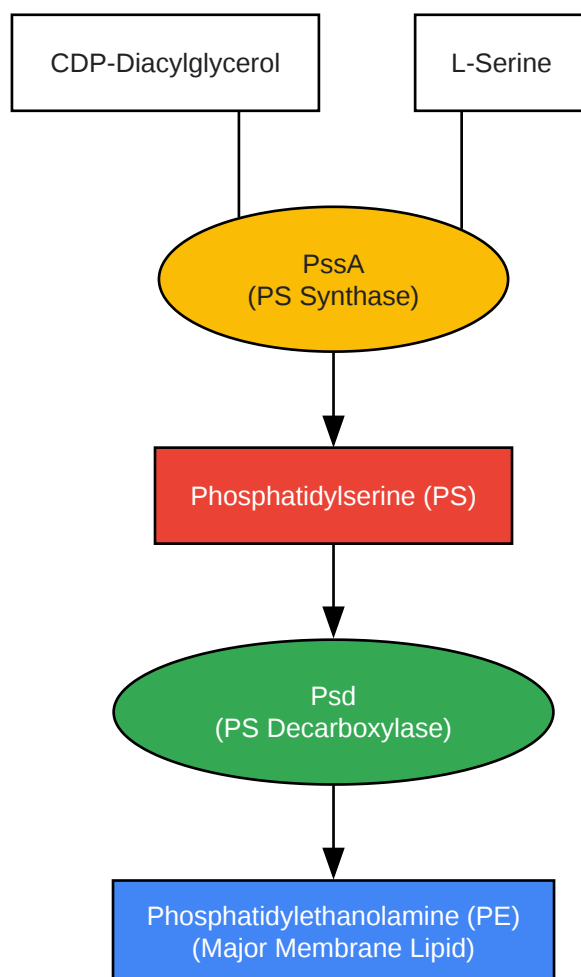 CDP-Diacylglycerol
L-Serine
PssA
(PS Synthase)
Phosphatidylserine (PS)
Psd
(PS Decarboxylase)
Phosphatidylethanolamine (PE)
(Major Membrane Lipid)